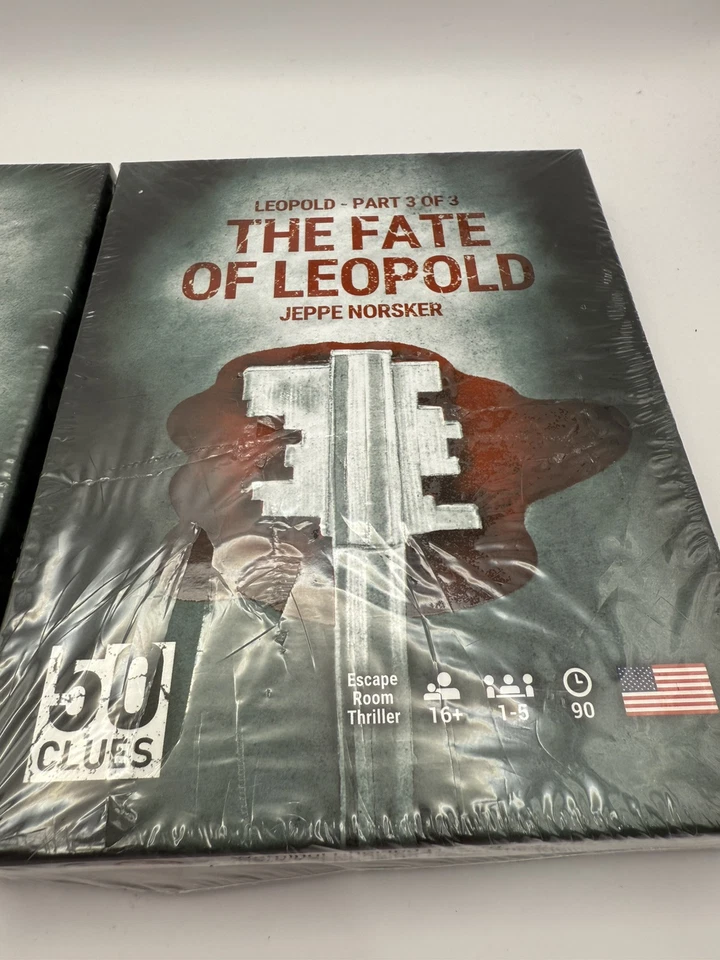 LEOPOLD - PART 3 OF 3
THE FATE
OF LEOPOLD
JEPPE NORSKER
50
CLUES
Escape
Room
Thriller
16+
1-5
90